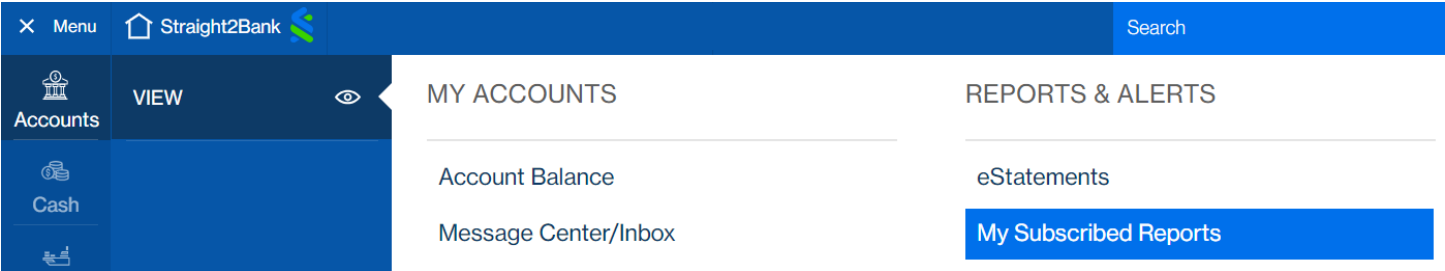 Menu
Straight2Bank
Search
Accounts
VIEW
MY ACCOUNTS
REPORTS & ALERTS
Cash
Account Balance
eStatements
Message Center/Inbox
My Subscribed Reports